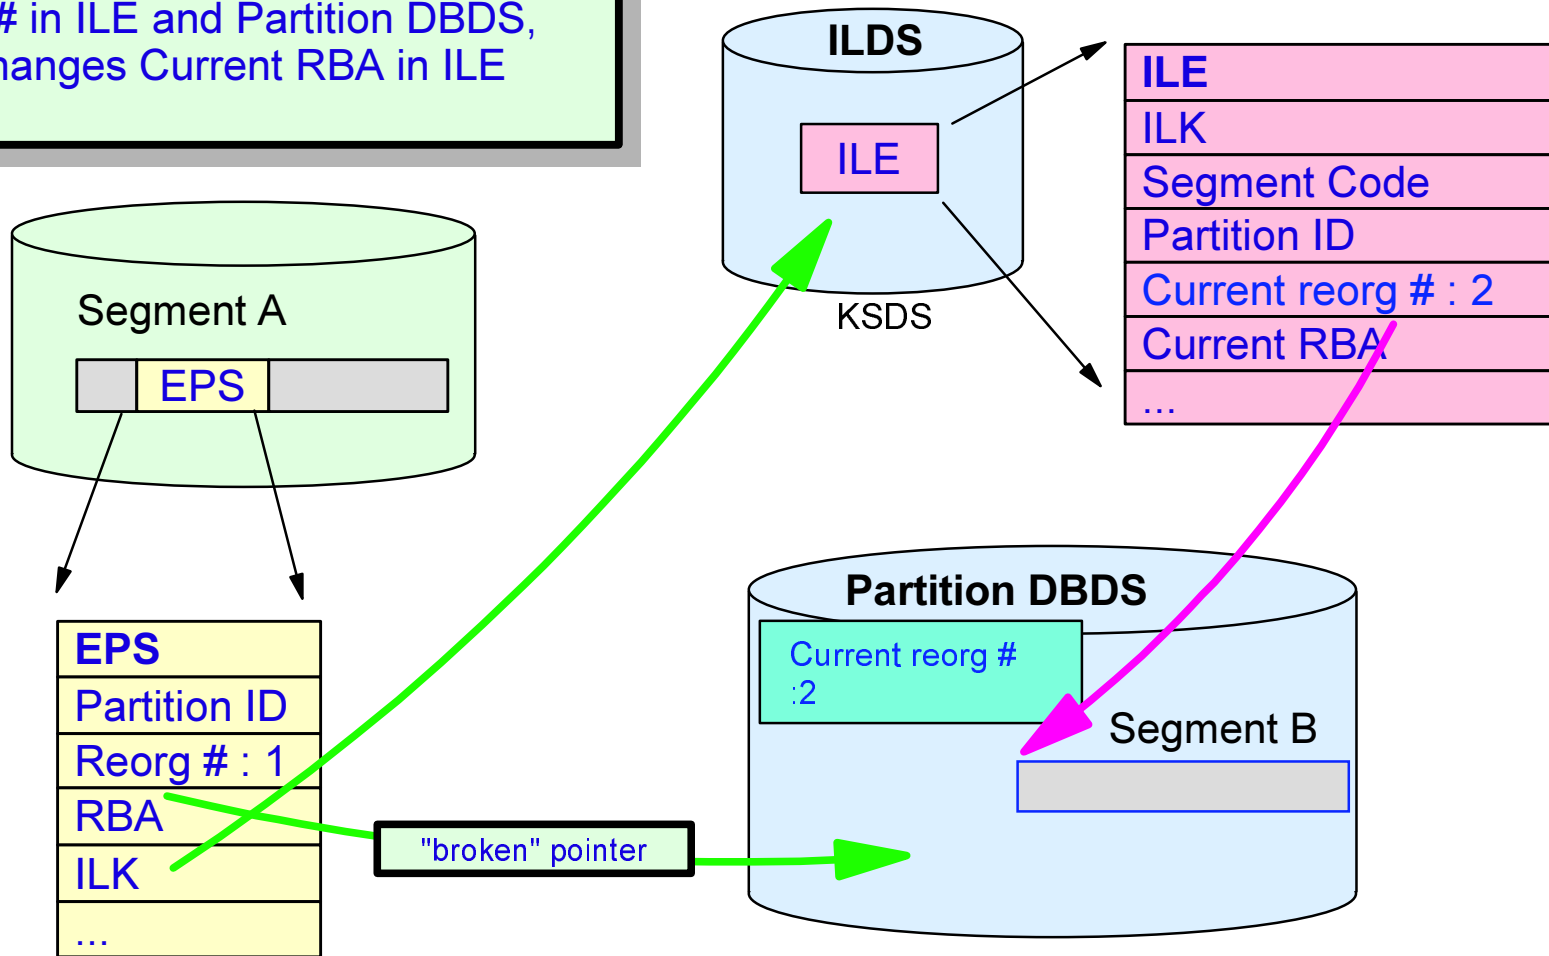 # in ILE and Partition DBDS,
hanges Current RBA in ILE
ILDS
ILE
KSDS
ILE
ILK
Segment Code
Partition ID
Current reorg # : 2
Current RBA
...
Segment A
EPS
EPS
Partition ID
Reorg # : 1
RBA
ILK
...
"broken" pointer
Partition DBDS
Current reorg #
:2
Segment B